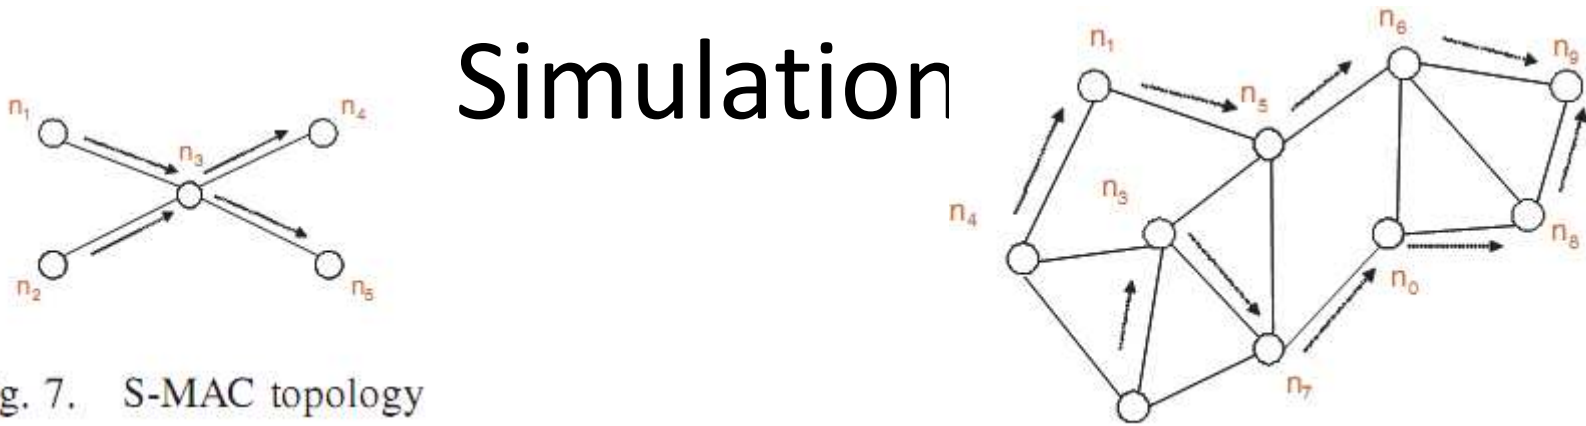 Simulation
n1
n4
n3
n2
n5
g. 7. S-MAC topology
n6
n1
n9
n5
n3
n4
n8
n0
n7